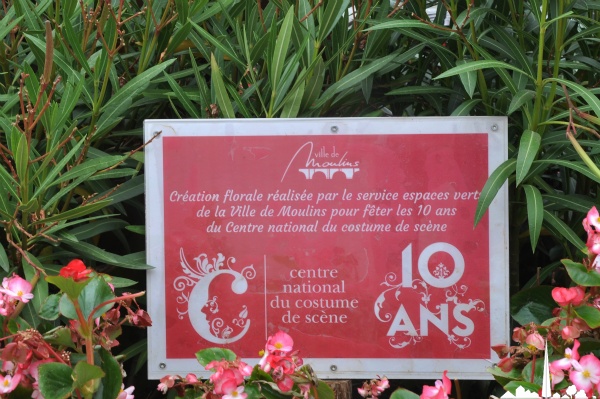 ville de
Moulins
Création florale réalisée par le service espaces verts
de la Ville de Moulins pour fêter les 10 ans
du Centre national du costume de scène
C
centre
national
du costume
de scène
10
ANS